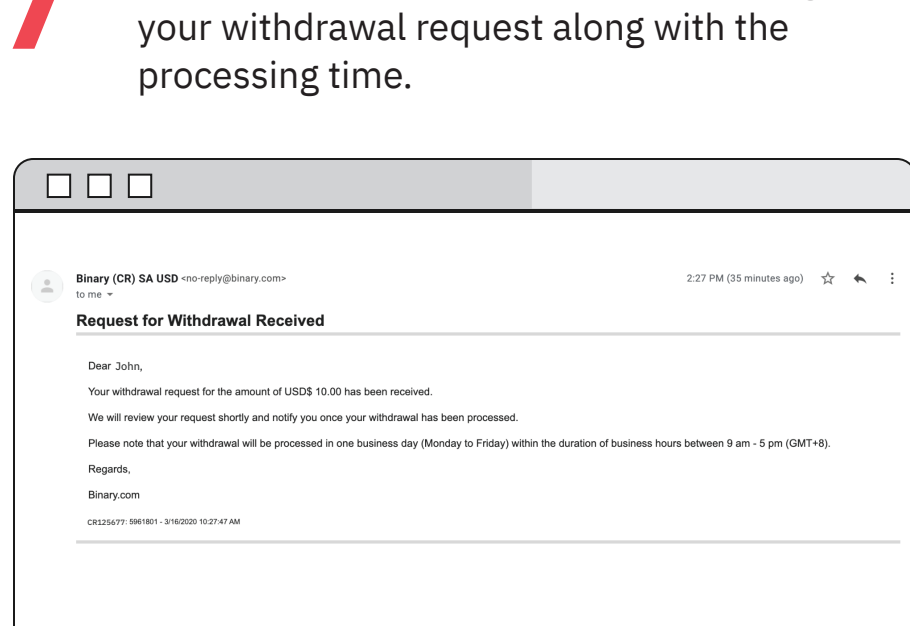 your withdrawal request along with the
processing time.
Binary (CR) SA USD <no-reply@binary.com>
2:27 PM (35 minutes ago)
to me
Request for Withdrawal Received
Dear John,
Your withdrawal request for the amount of USD$ 10.00 has been received.
We will review your request shortly and notify you once your withdrawal has been processed.
Please note that your withdrawal will be processed in one business day (Monday to Friday) within the duration of business hours between 9 am - 5 pm (GMT+8).
Regards,
Binary.com
CR125677: 5961801 - 3/16/2020 10:27:47 AM